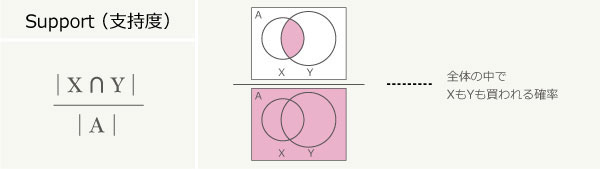 Support（支持度）
| X ∩ Y |
| A |
A
X Y
A
X Y
全体の中で
XもYも買われる確率